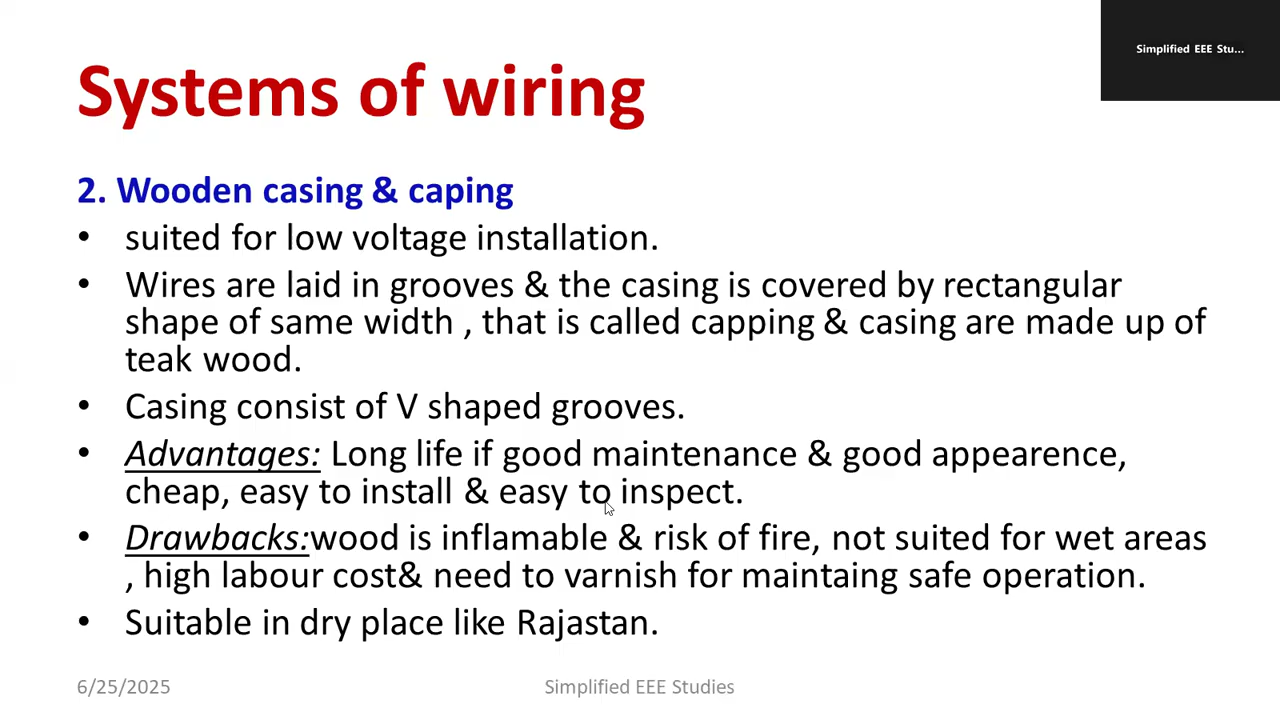 Simplified EEE Stu...
Systems of wiring
2. Wooden casing & caping
• suited for low voltage installation.
• Wires are laid in grooves & the casing is covered by rectangular
shape of same width , that is called capping & casing are made up of
teak wood.
• Casing consist of V shaped grooves.
• Advantages: Long life if good maintenance & good appearence,
cheap, easy to install & easy to inspect.
• Drawbacks:wood is inflamable & risk of fire, not suited for wet areas
, high labour cost& need to varnish for maintaing safe operation.
• Suitable in dry place like Rajastan.
6/25/2025
Simplified EEE Studies